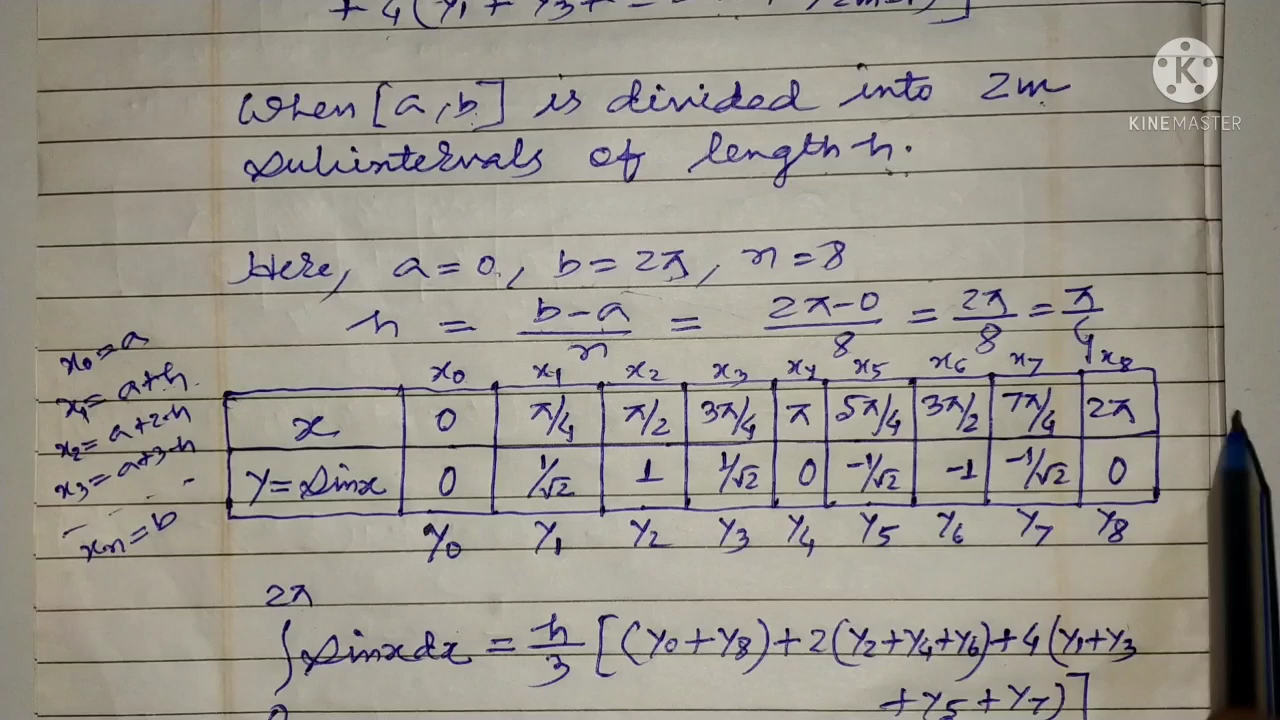 + 4(y₁ + y₃ +
When [a, b] is divided into 2m
subintervals of length h.
Here, a = 0, b = 2π, n = 8
h = (b-a)/n = (2π-0)/8 = 2π/8 = π/4
x₀ = a
x₁ = a+h.
x₂ = a+2h
x₃ = a+3h
- - -
xn = b
x₀ x₁ x₂ x₃ x₄ x₅ x₆ x₇ x₈
x 0 π/4 π/2 3π/4 π 5π/4 3π/2 7π/4 2π
y = sinx 0 1/√2 1 1/√2 0 -1/√2 -1 -1/√2 0
y₀ y₁ y₂ y₃ y₄ y₅ y₆ y₇ y₈
∫₀^2π sinx dx = h/3 [(y₀+y₈)+2(y₂+y₄+y₆)+4(y₁+y₃
+y₅+y₇)]
KINEMASTER